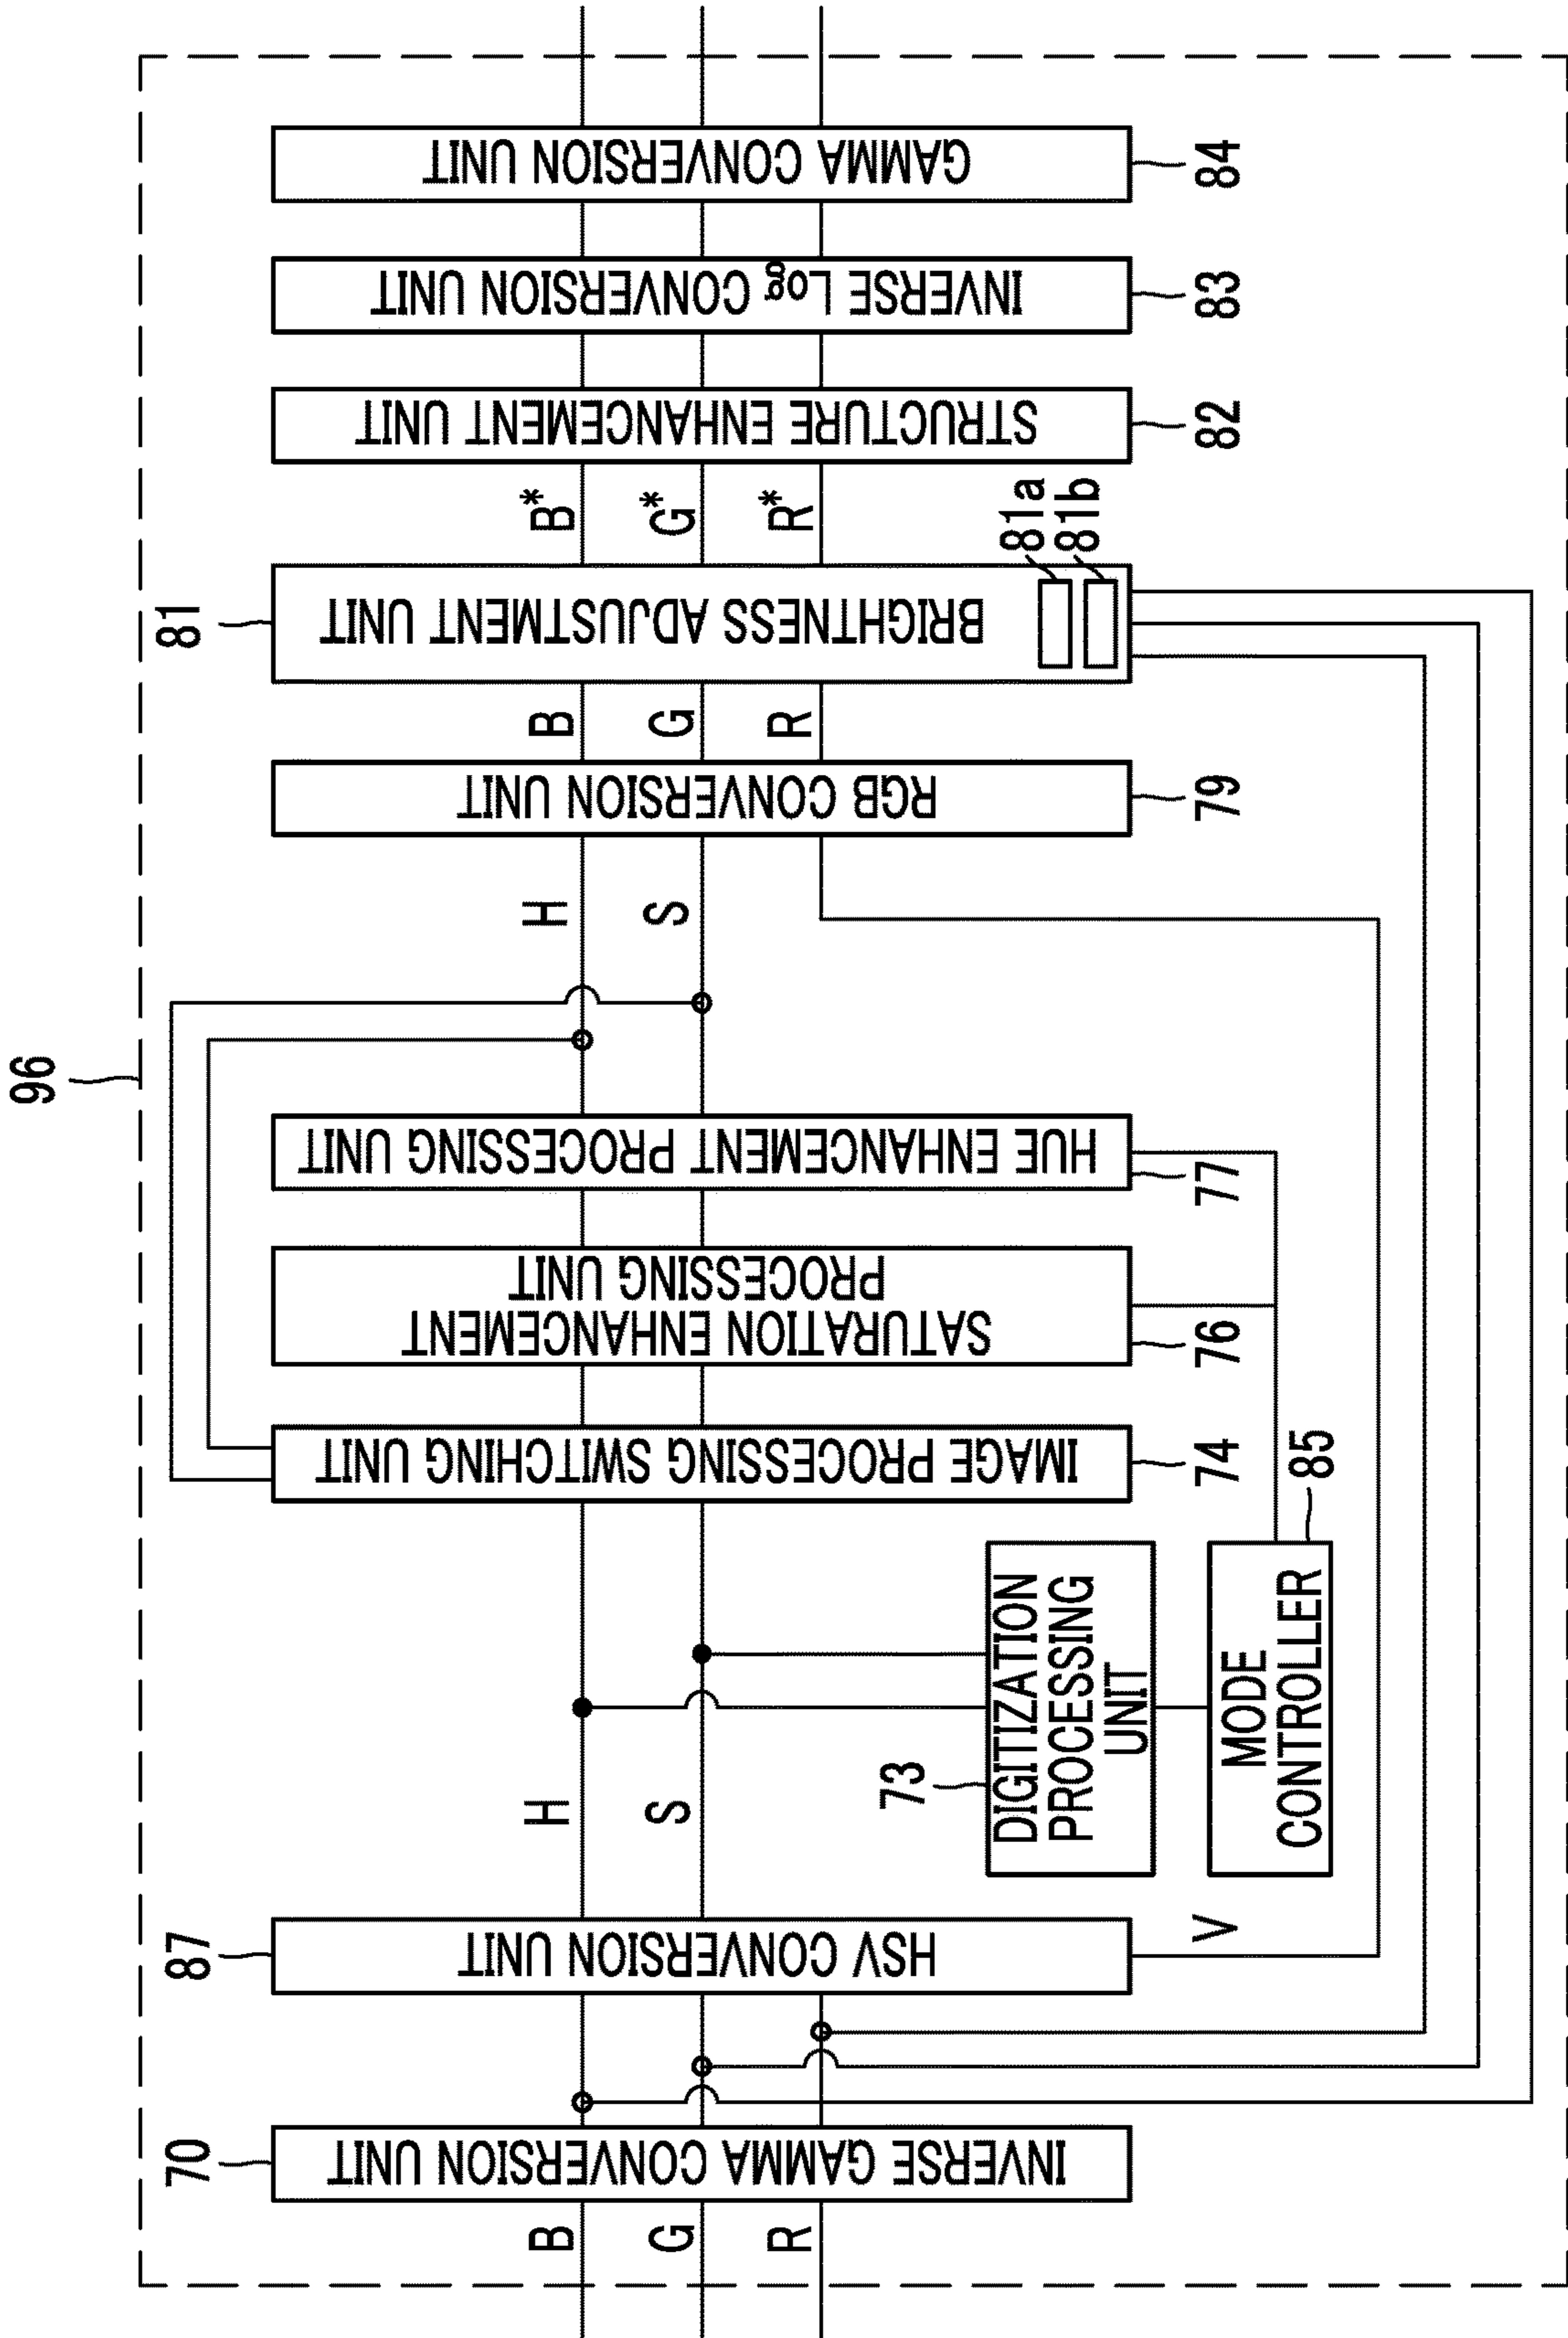 96
70
INVERSE GAMMA CONVERSION UNIT
B
G
R
87
HSV CONVERSION UNIT
V
H
S
73
DIGITIZATION
PROCESSING
UNIT
MODE
CONTROLLER
85
IMAGE PROCESSING SWITCHING UNIT
74
SATURATION ENHANCEMENT
PROCESSING UNIT
76
HUE ENHANCEMENT PROCESSING UNIT
77
H
S
RGB CONVERSION UNIT
79
B
G
R
81
BRIGHTNESS ADJUSTMENT UNIT
81a
81b
B*
G*
R*
STRUCTURE ENHANCEMENT UNIT
82
INVERSE Log CONVERSION UNIT
83
GAMMA CONVERSION UNIT
84